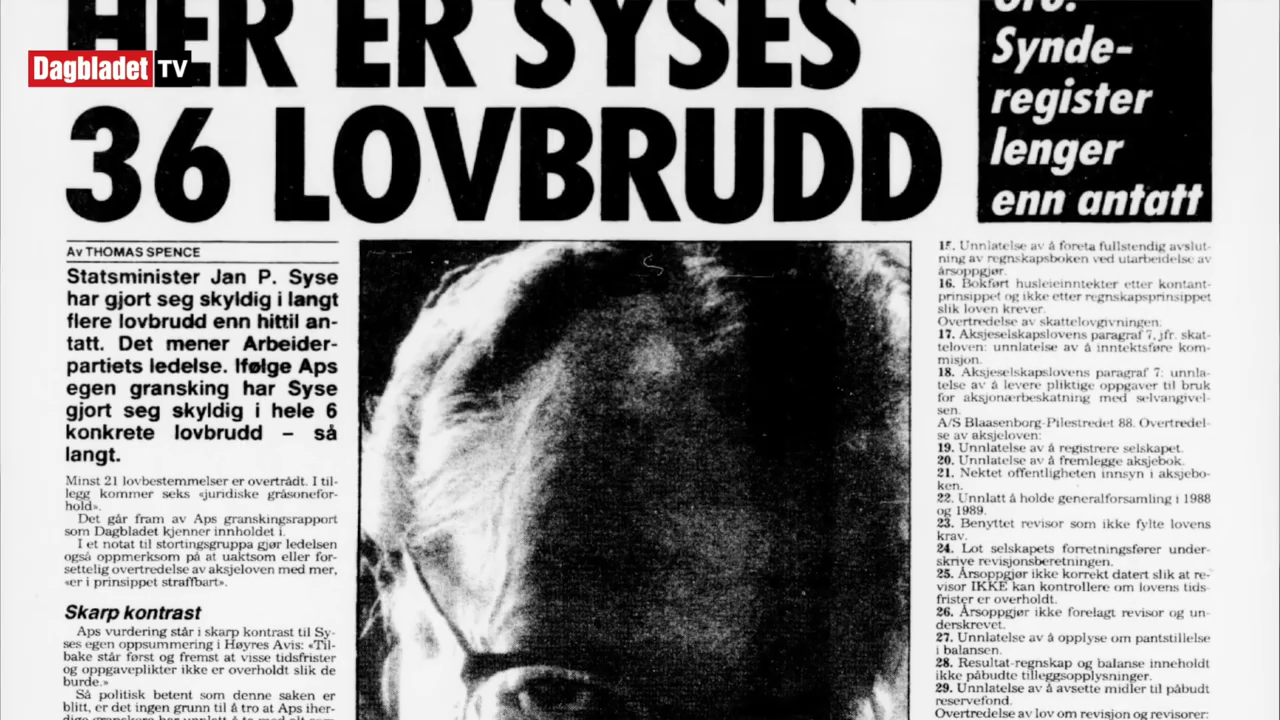 Dagbladet TV
HER ER SYSES
36 LOVBRUDD
Synde-
register
lenger
enn antatt
Av THOMAS SPENCE
Statsminister Jan P. Syse
har gjort seg skyldig i langt
flere lovbrudd enn hittil an-
tatt. Det mener Arbeider-
partiets ledelse. Ifølge Aps
egen gransking har Syse
gjort seg skyldig i hele 6
konkrete lovbrudd – så
langt.
Minst 21 lovbestemmelser er overtrådt. I til-
legg kommer seks «juridiske gråsonefor-
hold».
Det går fram av Aps granskingsrapport
som Dagbladet kjenner innholdet i.
I et notat til stortingsgruppa gjør ledelsen
også oppmerksom på at uaktsom eller for-
settelig overtredelse av aksjeloven med mer,
«er i prinsippet straffbart».
Skarp kontrast
Aps vurdering står i skarp kontrast til Sy-
ses egen oppsummering i Høyres Avis: «Til-
bake står først og fremst at visse tidsfrister
og oppgaveplikter ikke er overholdt slik de
burde.»
Så politisk betent som denne saken er
blitt, er det ingen grunn til å tro at Aps iher-
15. Unnlatelse av å foreta fullstendig avslut-
ning av regnskapsboken ved utarbeidelse av
årsoppgjør.
16. Bokført husleieinntekter etter kontant-
prinsippet og ikke etter regnskapsprinsippet
slik loven krever.
Overtredelse av skattelovgivningen.
17. Aksjeselskapslovens paragraf 7, jfr. skat-
teloven: unnlatelse av å inntektsføre kom-
misjon.
18. Aksjeselskapslovens paragraf 7: unnla-
telse av å levere pliktige oppgaver til bruk
for aksjonærbeskatning med selvangivel-
sen.
A/S Blaasenborg-Pilestredet 88. Overtredel-
se av aksjeloven:
19. Unnlatelse av å registrere selskapet.
20. Unnlatelse av å fremlegge aksjebok.
21. Nektet offentligheten innsyn i aksjebo-
ken.
22. Unnlatt å holde generalforsamling i 1988
og 1989.
23. Benyttet revisor som ikke fylte lovens
krav.
24. Lot selskapets forretningsfører under-
skrive revisjonsberetningen.
25. Årsoppgjør ikke korrekt datert slik at re-
visor IKKE kan kontrollere om lovens tids-
frister er overholdt.
26. Årsoppgjør ikke forelagt revisor og un-
derskrevet.
27. Unnlatelse av å opplyse om pantstillelse
i balansen.
28. Resultat-regnskap og balanse inneholdt
ikke påbudte tilleggsopplysninger.
29. Unnlatelse av å avsette midler til påbudt
reservefond.
Overtredelse av lov om revisjon og revisorer: